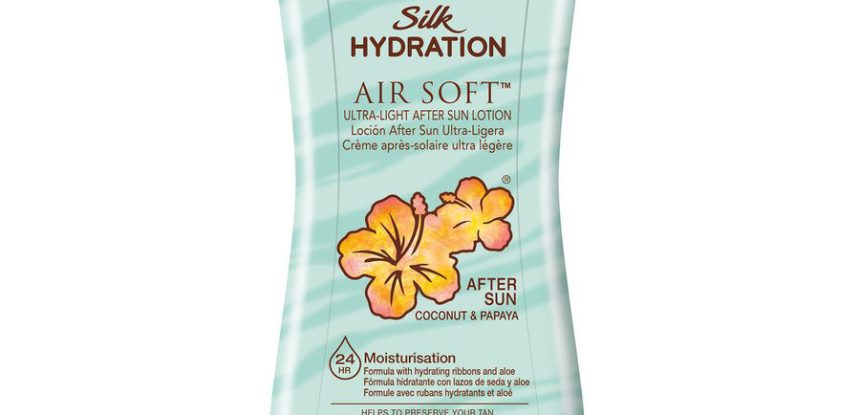 Silk
HYDRATION
AIR SOFT™
ULTRA-LIGHT AFTER SUN LOTION
Loción After Sun Ultra-Ligera
Crème après-solaire ultra légère
®
AFTER
SUN
COCONUT & PAPAYA
24
HR
Moisturisation
Formula with hydrating ribbons and aloe
Fórmula hidratante con lazos de seda y aloe
Formule avec rubans hydratants et aloé
HELPS TO PRESERVE YOUR TAN